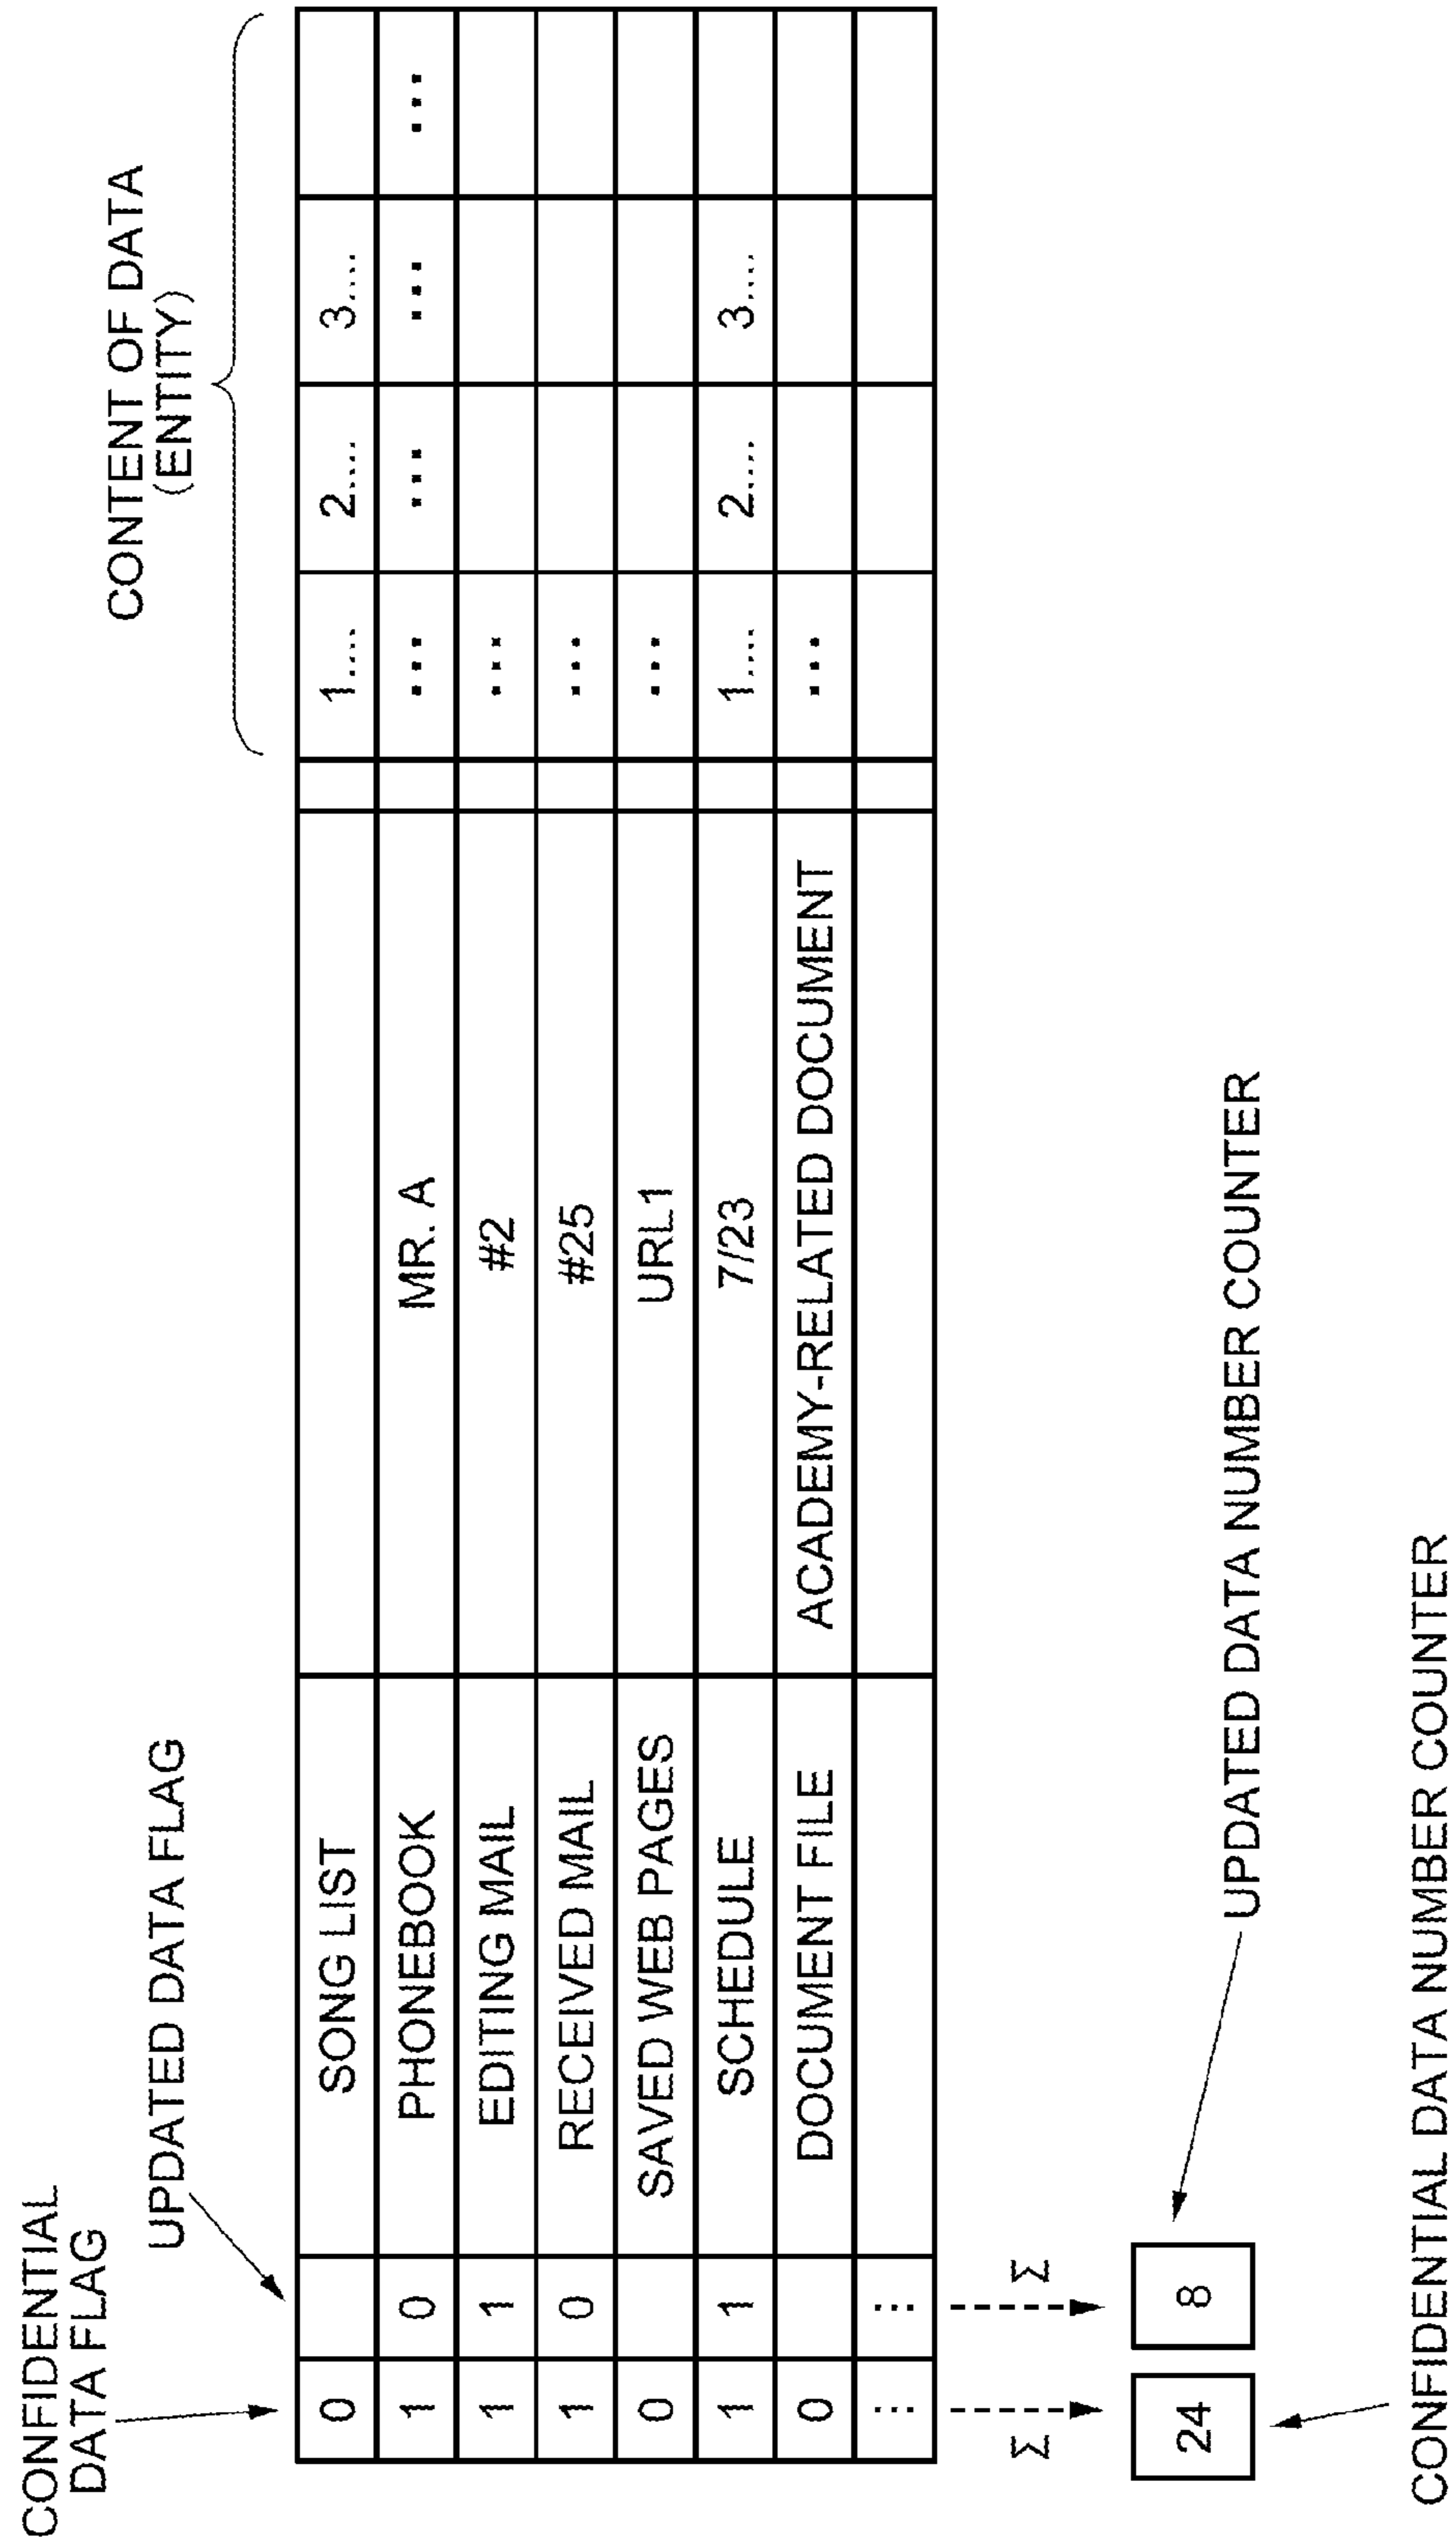 CONFIDENTIAL
DATA FLAG
UPDATED DATA FLAG
CONTENT OF DATA
(ENTITY)
0 SONG LIST 1.... 2.... 3....
1 0 PHONEBOOK MR. A ... ... ... ...
1 1 EDITING MAIL #2 ...
1 0 RECEIVED MAIL #25 ...
0 SAVED WEB PAGES URL1 ...
1 1 SCHEDULE 7/23 1.... 2.... 3....
0 DOCUMENT FILE ACADEMY-RELATED DOCUMENT ...
... ...
Σ Σ
24 8
UPDATED DATA NUMBER COUNTER
CONFIDENTIAL DATA NUMBER COUNTER